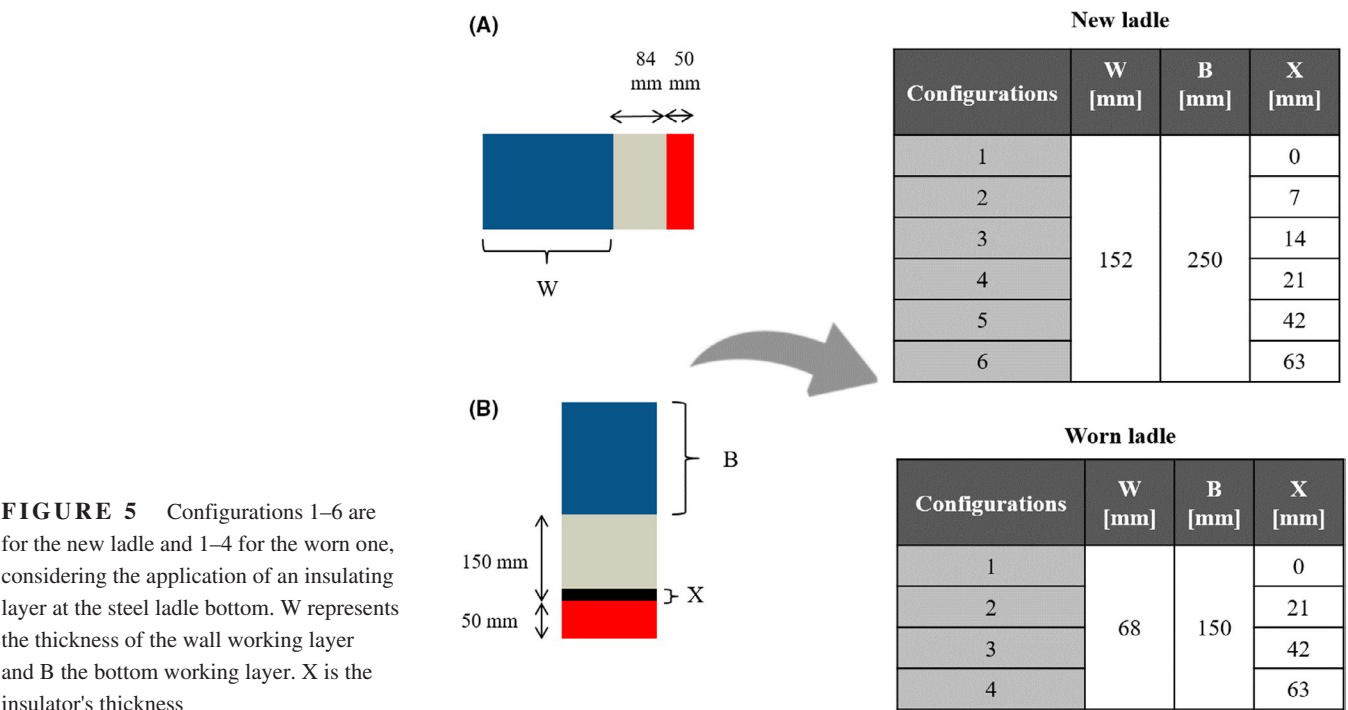 (A)
84 50
mm mm
W
(B)
B
150 mm
X
50 mm
New ladle
Configurations W [mm] B [mm] X [mm]
1 152 250 0
2 7
3 14
4 21
5 42
6 63
Worn ladle
Configurations W [mm] B [mm] X [mm]
1 68 150 0
2 21
3 42
4 63
FIGURE 5 Configurations 1–6 are
for the new ladle and 1–4 for the worn one,
considering the application of an insulating
layer at the steel ladle bottom. W represents
the thickness of the wall working layer
and B the bottom working layer. X is the
insulator's thickness